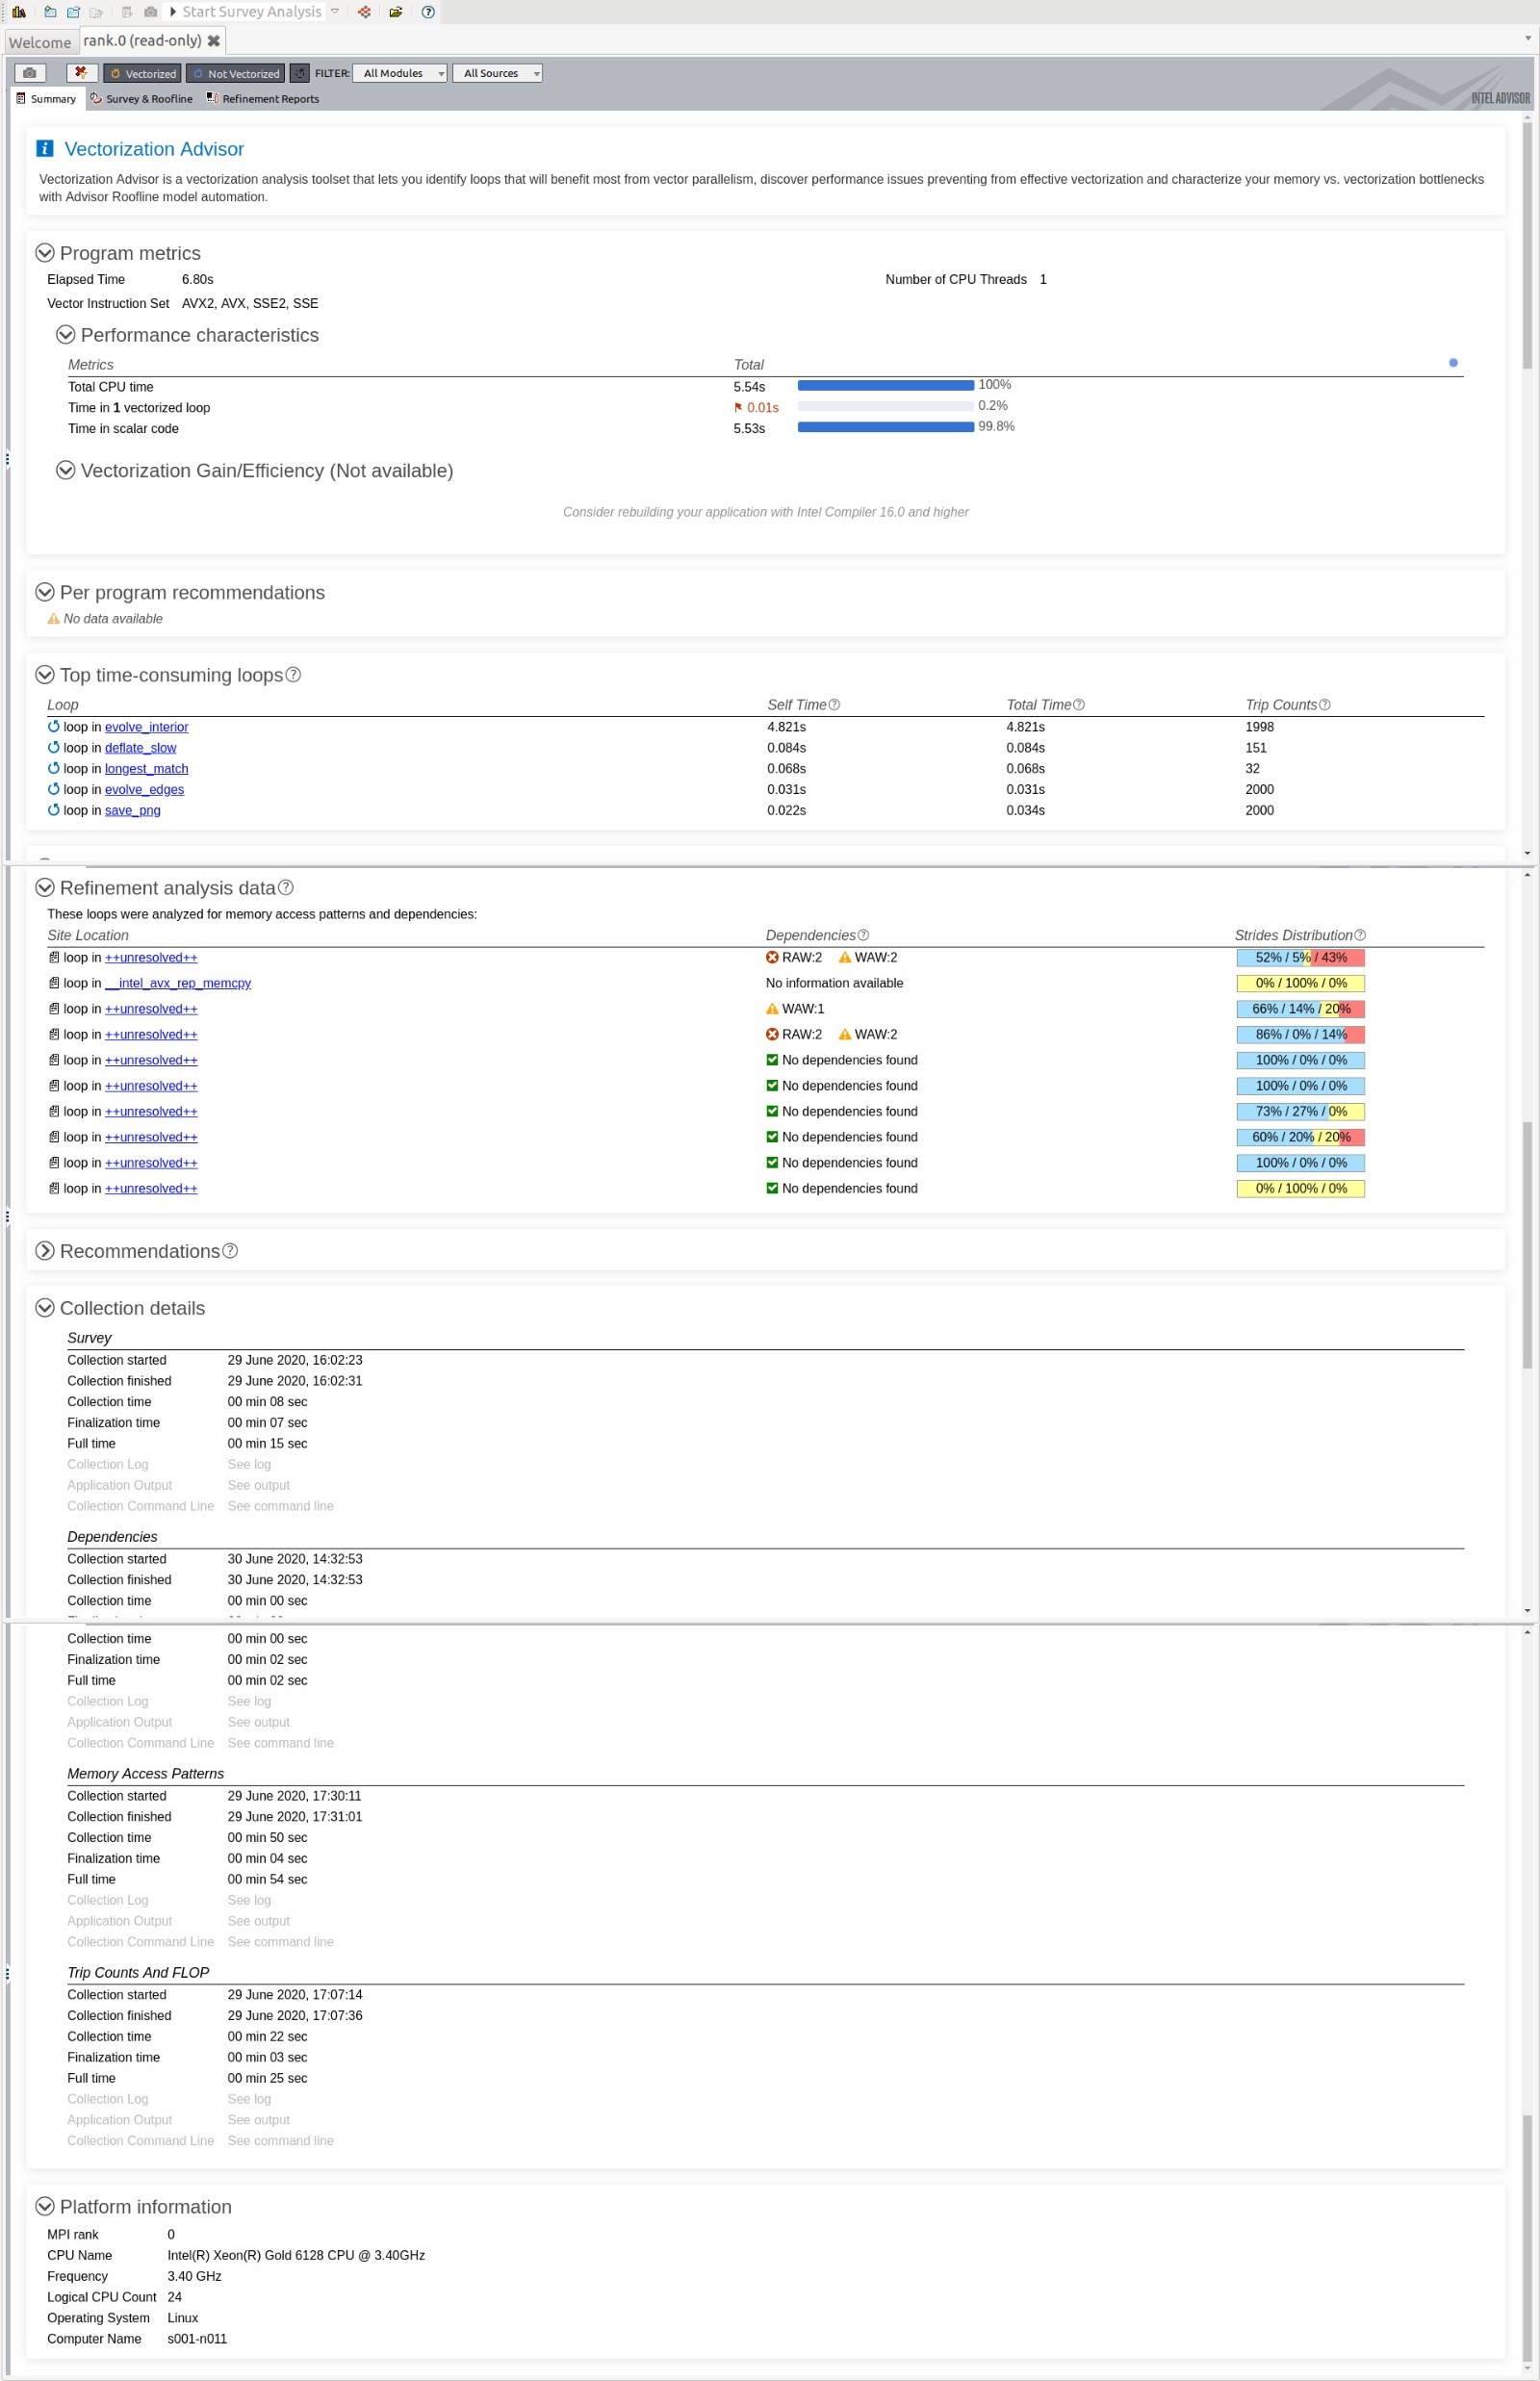 Start Survey Analysis
Welcome rank.0 (read-only)
Vectorized Not Vectorized FILTER: All Modules All Sources
Summary Survey & Roofline Refinement Reports INTEL ADVISOR
Vectorization Advisor
Vectorization Advisor is a vectorization analysis toolset that lets you identify loops that will benefit most from vector parallelism, discover performance issues preventing from effective vectorization and characterize your memory vs. vectorization bottlenecks
with Advisor Roofline model automation.
Program metrics
Elapsed Time 6.80s Number of CPU Threads 1
Vector Instruction Set AVX2, AVX, SSE2, SSE
Performance characteristics
Metrics Total
Total CPU time 5.54s 100%
Time in 1 vectorized loop 0.01s 0.2%
Time in scalar code 5.53s 99.8%
Vectorization Gain/Efficiency (Not available)
Consider rebuilding your application with Intel Compiler 16.0 and higher
Per program recommendations
No data available
Top time-consuming loops
Loop Self Time Total Time Trip Counts
loop in evolve_interior 4.821s 4.821s 1998
loop in deflate_slow 0.084s 0.084s 151
loop in longest_match 0.068s 0.068s 32
loop in evolve_edges 0.031s 0.031s 2000
loop in save_png 0.022s 0.034s 2000
Refinement analysis data
These loops were analyzed for memory access patterns and dependencies:
Site Location Dependencies Strides Distribution
loop in ++unresolved++ RAW:2 WAW:2 52% / 5% / 43%
loop in __intel_avx_rep_memcpy No information available 0% / 100% / 0%
loop in ++unresolved++ WAW:1 66% / 14% / 20%
loop in ++unresolved++ RAW:2 WAW:2 86% / 0% / 14%
loop in ++unresolved++ No dependencies found 100% / 0% / 0%
loop in ++unresolved++ No dependencies found 100% / 0% / 0%
loop in ++unresolved++ No dependencies found 73% / 27% / 0%
loop in ++unresolved++ No dependencies found 60% / 20% / 20%
loop in ++unresolved++ No dependencies found 100% / 0% / 0%
loop in ++unresolved++ No dependencies found 0% / 100% / 0%
Recommendations
Collection details
Survey
Collection started 29 June 2020, 16:02:23
Collection finished 29 June 2020, 16:02:31
Collection time 00 min 08 sec
Finalization time 00 min 07 sec
Full time 00 min 15 sec
Collection Log See log
Application Output See output
Collection Command Line See command line
Dependencies
Collection started 30 June 2020, 14:32:53
Collection finished 30 June 2020, 14:32:53
Collection time 00 min 00 sec
Collection time 00 min 00 sec
Finalization time 00 min 02 sec
Full time 00 min 02 sec
Collection Log See log
Application Output See output
Collection Command Line See command line
Memory Access Patterns
Collection started 29 June 2020, 17:30:11
Collection finished 29 June 2020, 17:31:01
Collection time 00 min 50 sec
Finalization time 00 min 04 sec
Full time 00 min 54 sec
Collection Log See log
Application Output See output
Collection Command Line See command line
Trip Counts And FLOP
Collection started 29 June 2020, 17:07:14
Collection finished 29 June 2020, 17:07:36
Collection time 00 min 22 sec
Finalization time 00 min 03 sec
Full time 00 min 25 sec
Collection Log See log
Application Output See output
Collection Command Line See command line
Platform information
MPI rank 0
CPU Name Intel(R) Xeon(R) Gold 6128 CPU @ 3.40GHz
Frequency 3.40 GHz
Logical CPU Count 24
Operating System Linux
Computer Name s001-n011